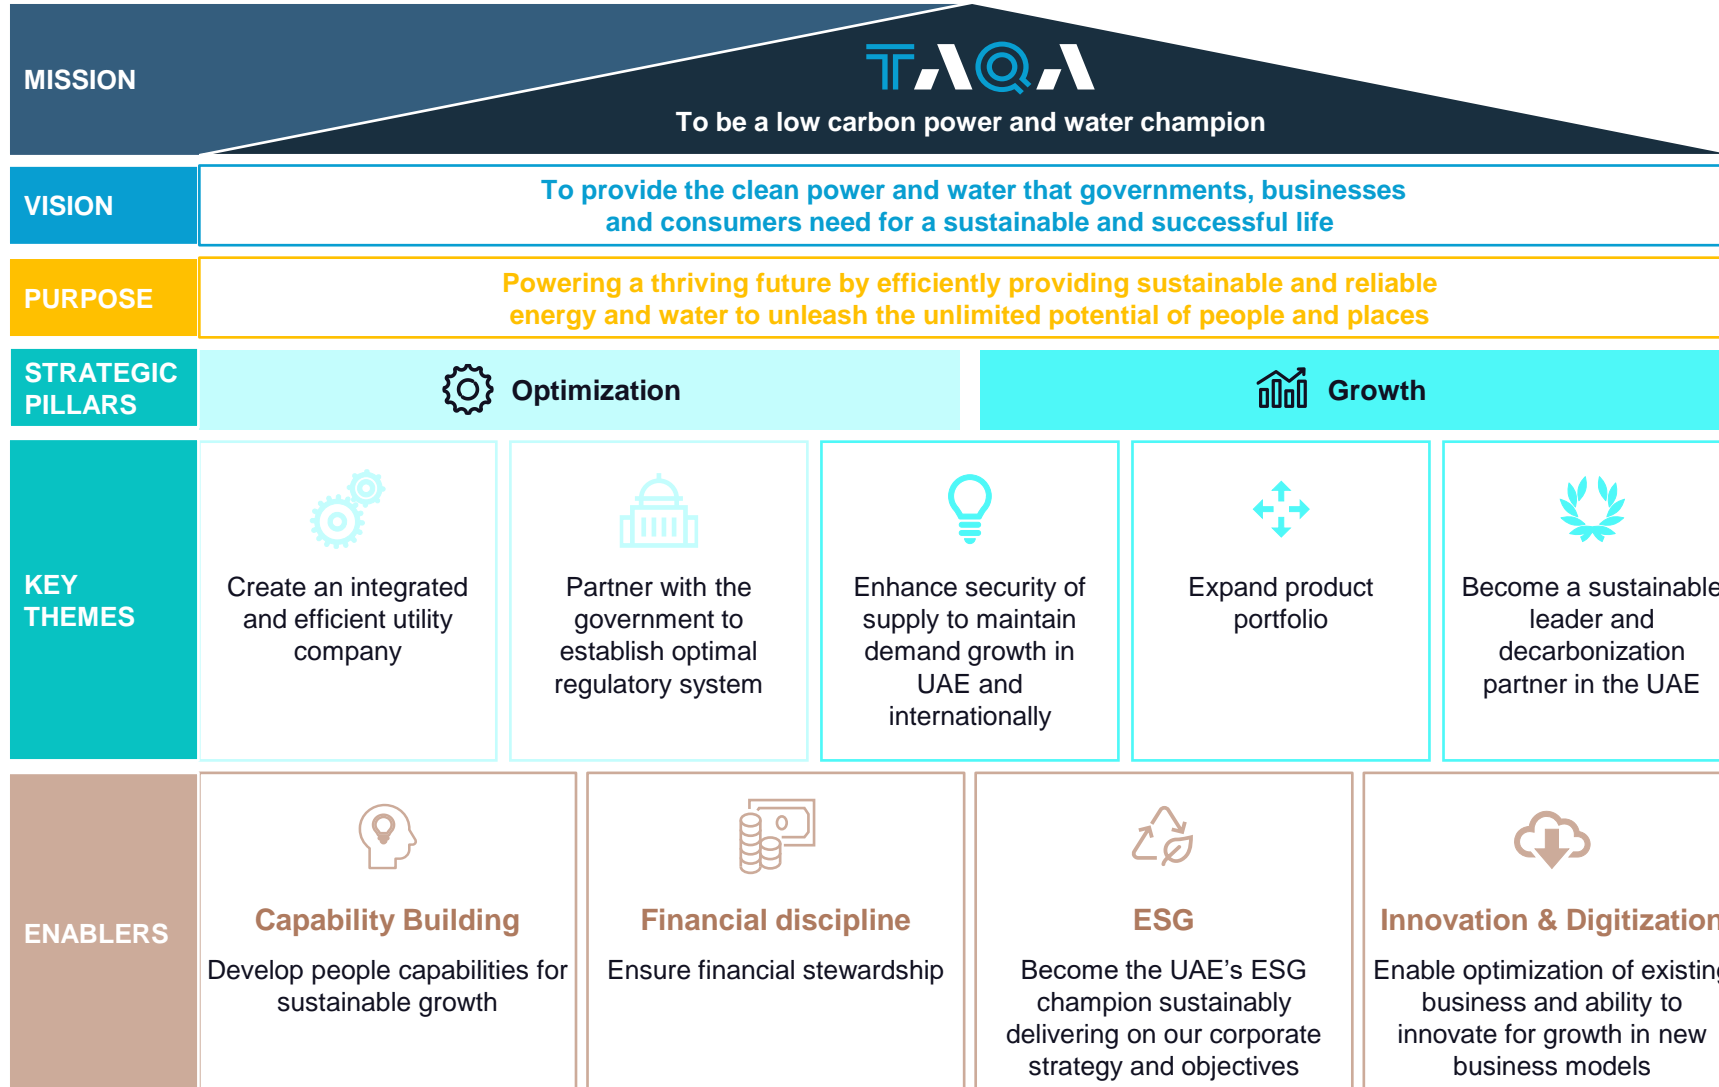 MISSION
TAQA
To be a low carbon power and water champion
VISION
To provide the clean power and water that governments, businesses
and consumers need for a sustainable and successful life
PURPOSE
Powering a thriving future by efficiently providing sustainable and reliable
energy and water to unleash the unlimited potential of people and places
STRATEGIC
PILLARS
Optimization
Growth
KEY
THEMES
Create an integrated
and efficient utility
company
Partner with the
government to
establish optimal
regulatory system
Enhance security of
supply to maintain
demand growth in
UAE and
internationally
Expand product
portfolio
Become a sustainable
leader and
decarbonization
partner in the UAE
ENABLERS
Capability Building
Develop people capabilities for
sustainable growth
Financial discipline
Ensure financial stewardship
ESG
Become the UAE’s ESG
champion sustainably
delivering on our corporate
strategy and objectives
Innovation & Digitization
Enable optimization of existing
business and ability to
innovate for growth in new
business models